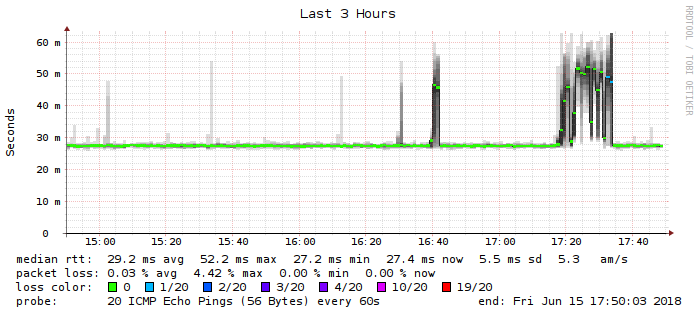 Last 3 Hours
RRDTOOL / TOBI OETIKER
Seconds
60 m
50 m
40 m
30 m
20 m
10 m
0
15:00 15:20 15:40 16:00 16:20 16:40 17:00 17:20 17:40
median rtt: 29.2 ms avg 52.2 ms max 27.2 ms min 27.4 ms now 5.5 ms sd 5.3 am/s
packet loss: 0.03 % avg 4.42 % max 0.00 % min 0.00 % now
loss color: 0 1/20 2/20 3/20 4/20 10/20 19/20
probe: 20 ICMP Echo Pings (56 Bytes) every 60s end: Fri Jun 15 17:50:03 2018